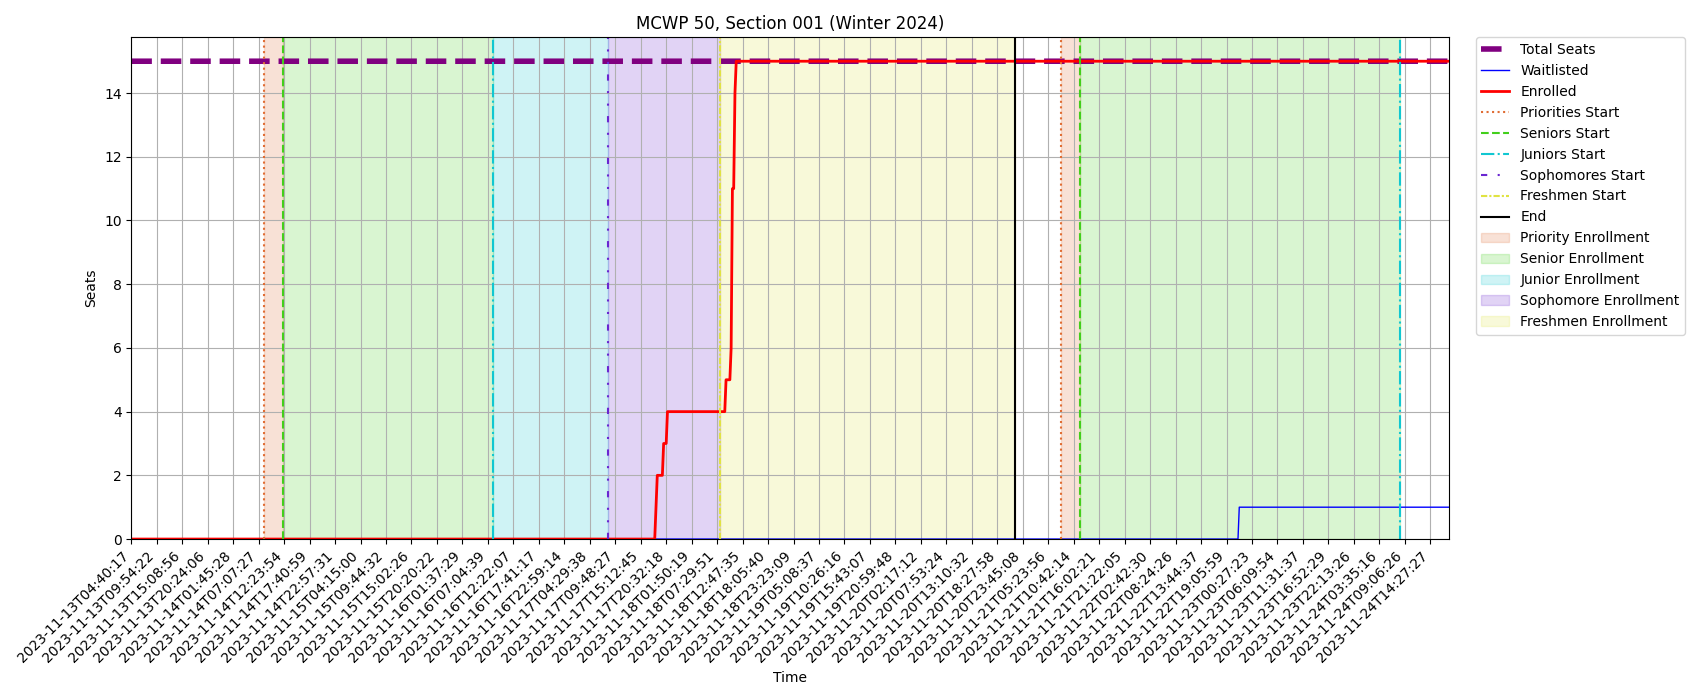 MCWP 50, Section 001 (Winter 2024)
Total Seats
Waitlisted
Enrolled
Priorities Start
Seniors Start
Juniors Start
Sophomores Start
Freshmen Start
End
Priority Enrollment
Senior Enrollment
Junior Enrollment
Sophomore Enrollment
Freshmen Enrollment
Seats
14
12
10
8
6
4
2
0
2023-11-13T04:40:17
2023-11-13T09:54:22
2023-11-13T15:08:56
2023-11-13T20:24:06
2023-11-14T01:45:28
2023-11-14T07:07:27
2023-11-14T12:23:54
2023-11-14T17:40:59
2023-11-14T22:57:31
2023-11-15T04:15:00
2023-11-15T09:44:32
2023-11-15T15:02:26
2023-11-15T20:20:22
2023-11-16T01:37:29
2023-11-16T07:04:39
2023-11-16T12:22:07
2023-11-16T17:41:17
2023-11-16T22:59:14
2023-11-17T04:29:38
2023-11-17T09:48:27
2023-11-17T15:12:45
2023-11-17T20:32:18
2023-11-18T01:50:19
2023-11-18T07:29:51
2023-11-18T12:47:35
2023-11-18T18:05:40
2023-11-18T23:23:09
2023-11-19T05:08:37
2023-11-19T10:26:16
2023-11-19T15:43:07
2023-11-19T20:59:48
2023-11-20T02:17:12
2023-11-20T07:53:24
2023-11-20T13:10:32
2023-11-20T18:27:58
2023-11-20T23:45:08
2023-11-21T05:23:56
2023-11-21T10:42:14
2023-11-21T16:02:21
2023-11-21T21:22:05
2023-11-22T02:42:30
2023-11-22T08:24:26
2023-11-22T13:44:37
2023-11-22T19:05:59
2023-11-23T00:27:23
2023-11-23T06:09:54
2023-11-23T11:31:37
2023-11-23T16:52:29
2023-11-23T22:13:26
2023-11-24T03:35:16
2023-11-24T09:06:26
2023-11-24T14:27:27
Time